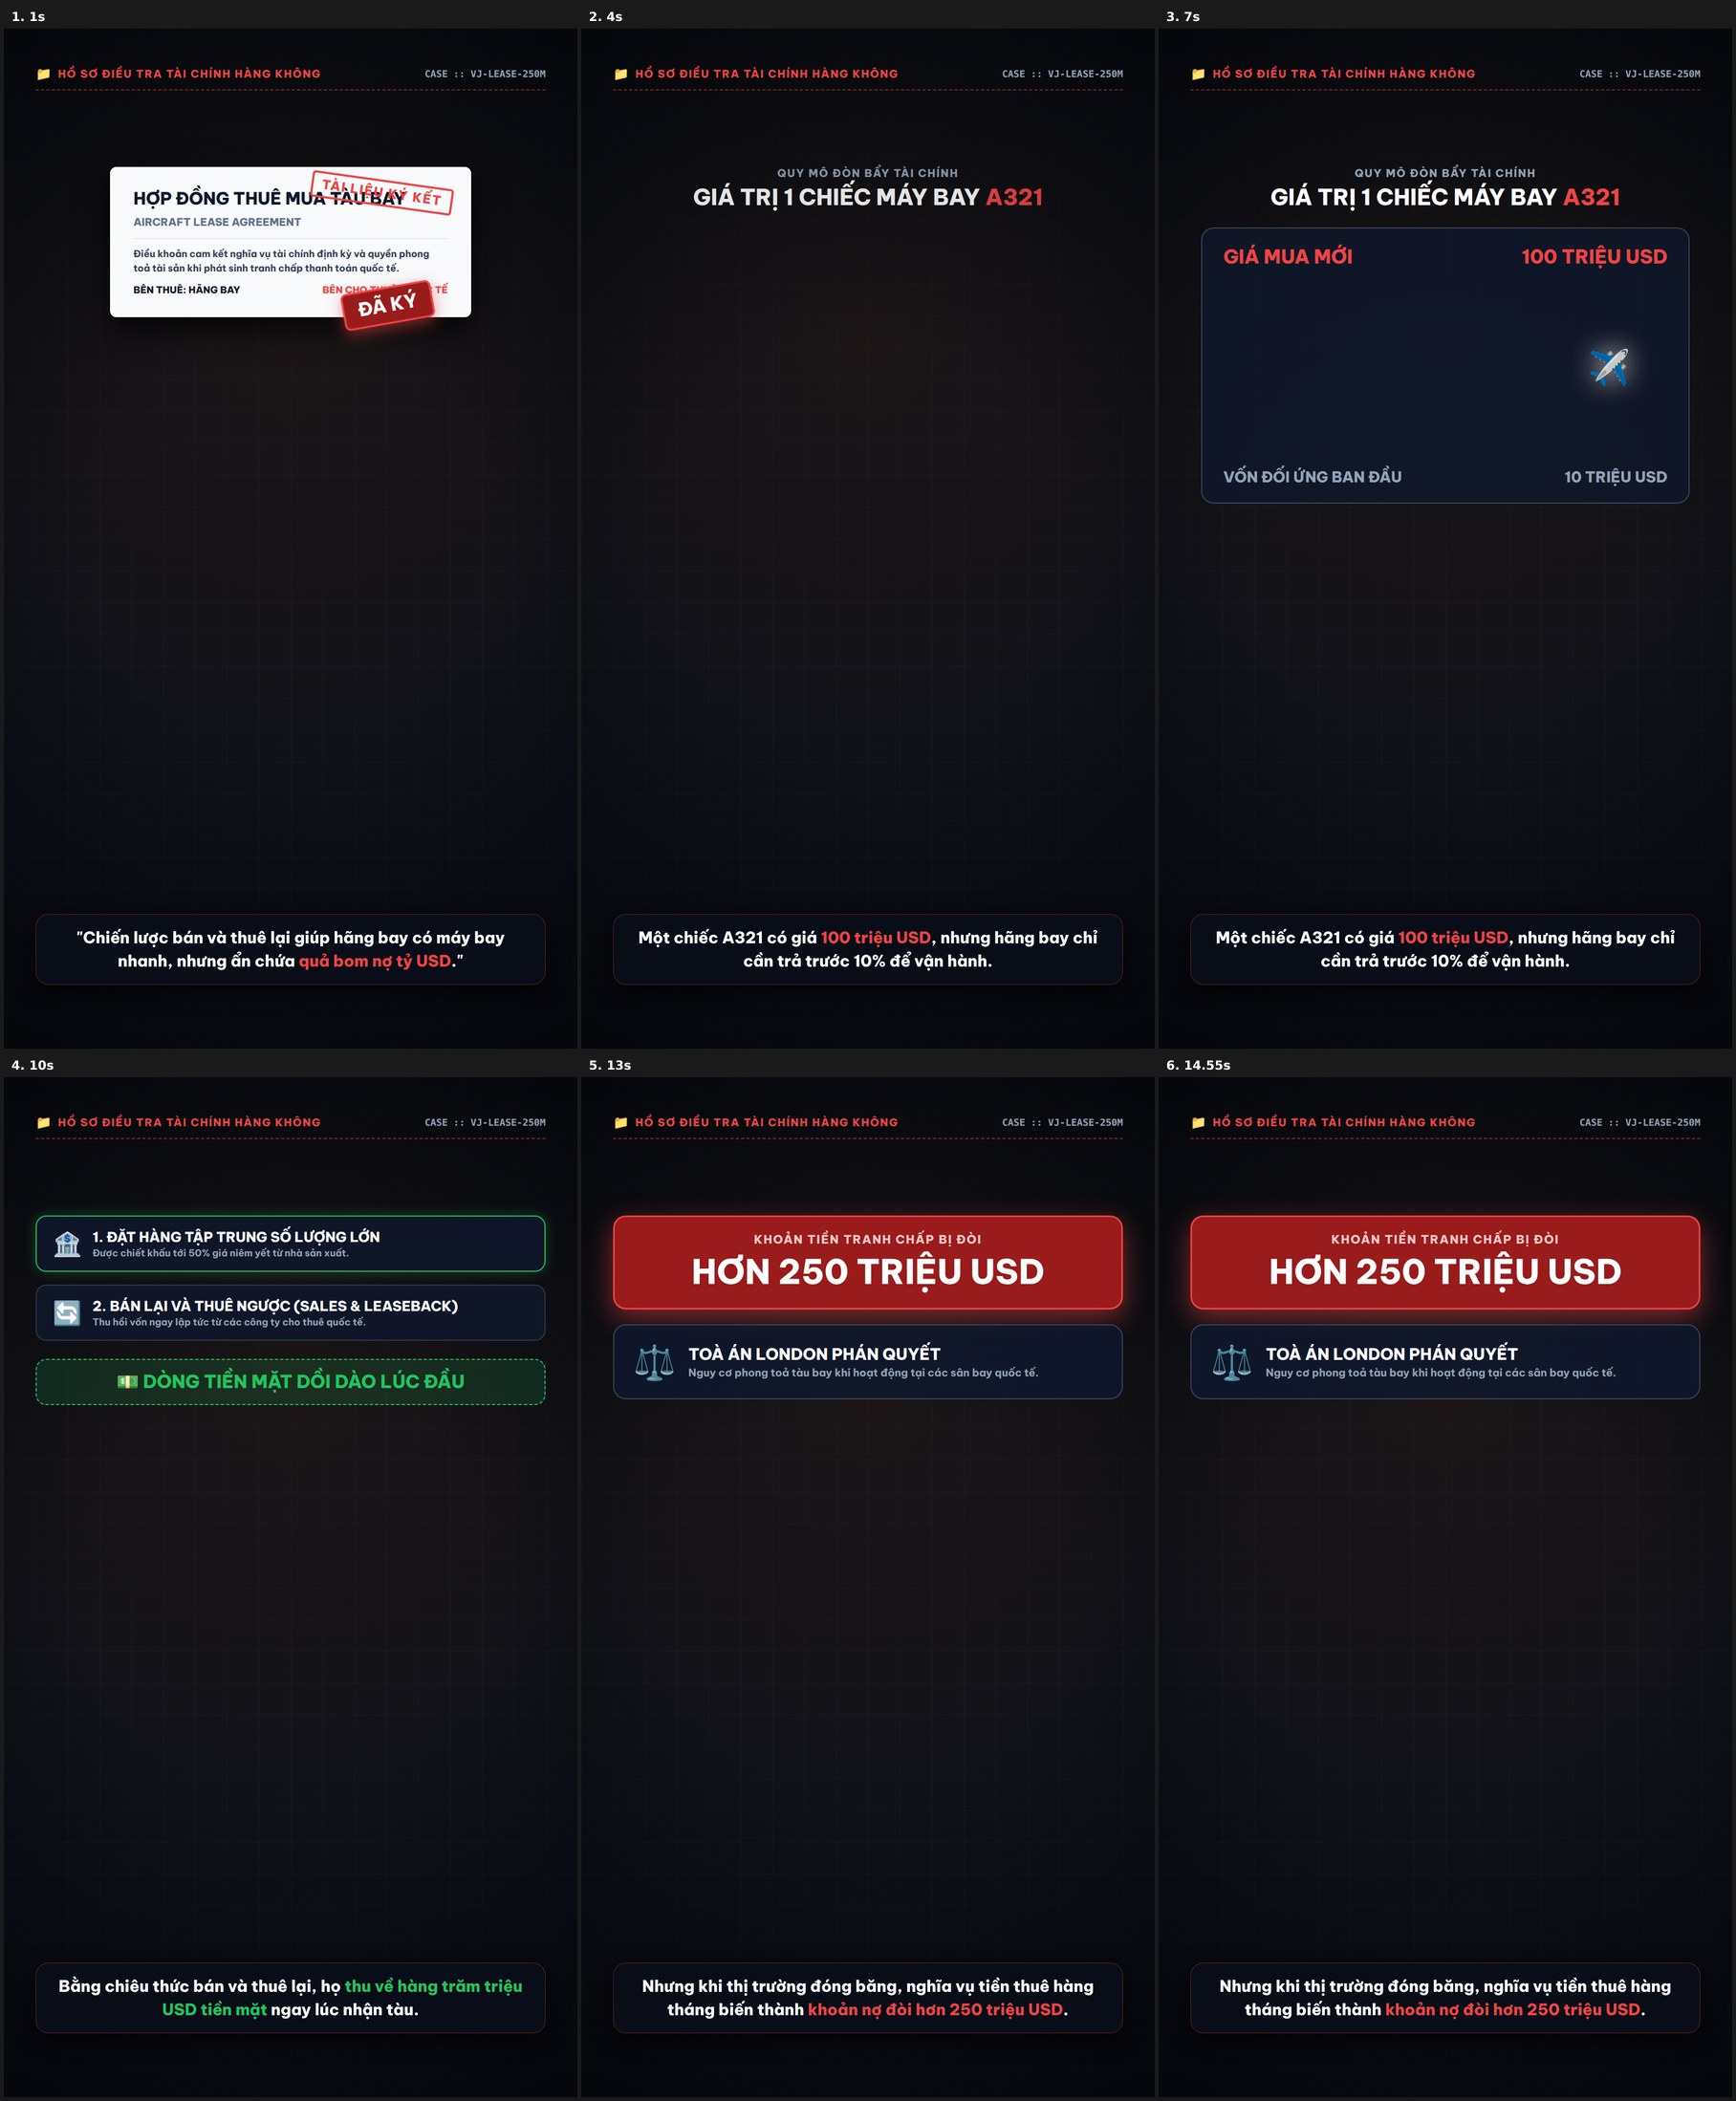 1. 1s
📁 HỒ SƠ ĐIỀU TRA TÀI CHÍNH HÀNG KHÔNG
CASE :: VJ-LEASE-250M
TÀI LIỆU KÝ KẾT
HỢP ĐỒNG THUÊ MUA TÀU BAY
AIRCRAFT LEASE AGREEMENT
Điều khoản cam kết nghĩa vụ tài chính định kỳ và quyền phong
toả tài sản khi phát sinh tranh chấp thanh toán quốc tế.
BÊN THUÊ: HÃNG BAY
BÊN CHO TẾ
ĐÃ KÝ
"Chiến lược bán và thuê lại giúp hãng bay có máy bay
nhanh, nhưng ẩn chứa quả bom nợ tỷ USD."
2. 4s
📁 HỒ SƠ ĐIỀU TRA TÀI CHÍNH HÀNG KHÔNG
CASE :: VJ-LEASE-250M
QUY MÔ ĐÒN BẨY TÀI CHÍNH
GIÁ TRỊ 1 CHIẾC MÁY BAY A321
Một chiếc A321 có giá 100 triệu USD, nhưng hãng bay chỉ
cần trả trước 10% để vận hành.
3. 7s
📁 HỒ SƠ ĐIỀU TRA TÀI CHÍNH HÀNG KHÔNG
CASE :: VJ-LEASE-250M
QUY MÔ ĐÒN BẨY TÀI CHÍNH
GIÁ TRỊ 1 CHIẾC MÁY BAY A321
GIÁ MUA MỚI
100 TRIỆU USD
VỐN ĐỐI ỨNG BAN ĐẦU
10 TRIỆU USD
Một chiếc A321 có giá 100 triệu USD, nhưng hãng bay chỉ
cần trả trước 10% để vận hành.
4. 10s
📁 HỒ SƠ ĐIỀU TRA TÀI CHÍNH HÀNG KHÔNG
CASE :: VJ-LEASE-250M
1. ĐẶT HÀNG TẬP TRUNG SỐ LƯỢNG LỚN
Được chiết khấu tới 50% giá niêm yết từ nhà sản xuất.
2. BÁN LẠI VÀ THUÊ NGƯỢC (SALES & LEASEBACK)
Thu hồi vốn ngay lập tức từ các công ty cho thuê quốc tế.
💵 DÒNG TIỀN MẶT DỒI DÀO LÚC ĐẦU
Bằng chiêu thức bán và thuê lại, họ thu về hàng trăm triệu
USD tiền mặt ngay lúc nhận tàu.
5. 13s
📁 HỒ SƠ ĐIỀU TRA TÀI CHÍNH HÀNG KHÔNG
CASE :: VJ-LEASE-250M
KHOẢN TIỀN TRANH CHẤP BỊ ĐÒI
HƠN 250 TRIỆU USD
TOÀ ÁN LONDON PHÁN QUYẾT
Nguy cơ phong toả tàu bay khi hoạt động tại các sân bay quốc tế.
Nhưng khi thị trường đóng băng, nghĩa vụ tiền thuê hàng
tháng biến thành khoản nợ đòi hơn 250 triệu USD.
6. 14.55s
📁 HỒ SƠ ĐIỀU TRA TÀI CHÍNH HÀNG KHÔNG
CASE :: VJ-LEASE-250M
KHOẢN TIỀN TRANH CHẤP BỊ ĐÒI
HƠN 250 TRIỆU USD
TOÀ ÁN LONDON PHÁN QUYẾT
Nguy cơ phong toả tàu bay khi hoạt động tại các sân bay quốc tế.
Nhưng khi thị trường đóng băng, nghĩa vụ tiền thuê hàng
tháng biến thành khoản nợ đòi hơn 250 triệu USD.